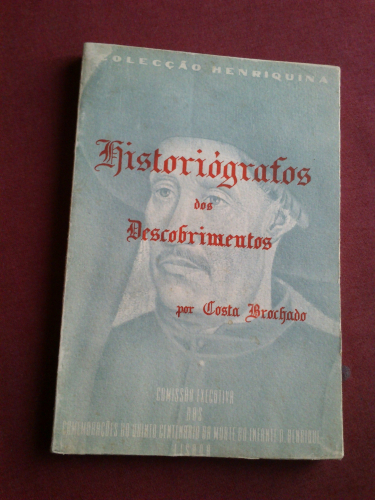 COLECÇÃO HENRIQUINA
Historiógrafos
dos
Descobrimentos
por Costa Brochado
COMISSÃO EXECUTIVA
DAS
COMEMORAÇÕES DO QUINTO CENTENÁRIO DA MORTE DO INFANTE D. HENRIQUE
LISBOA